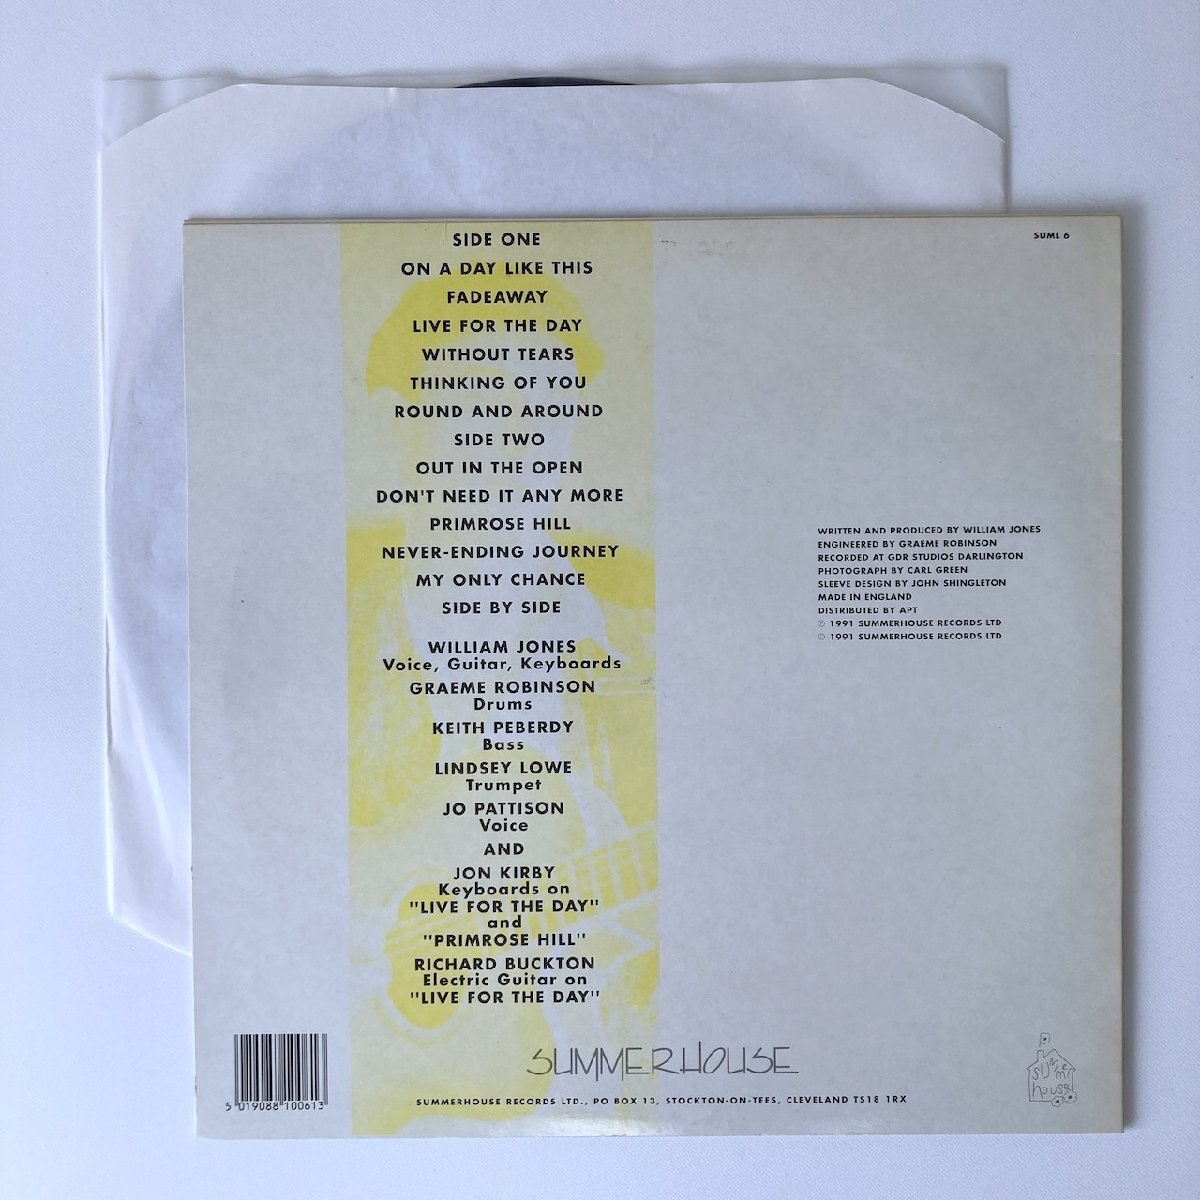 SUML 6
SIDE ONE
ON A DAY LIKE THIS
FADEAWAY
LIVE FOR THE DAY
WITHOUT TEARS
THINKING OF YOU
ROUND AND AROUND
SIDE TWO
OUT IN THE OPEN
DON'T NEED IT ANY MORE
PRIMROSE HILL
NEVER-ENDING JOURNEY
MY ONLY CHANCE
SIDE BY SIDE
WILLIAM JONES
Voice, Guitar, Keyboards
GRAEME ROBINSON
Drums
KEITH PEBERDY
Bass
LINDSEY LOWE
Trumpet
JO PATTISON
Voice
AND
JON KIRBY
Keyboards on
"LIVE FOR THE DAY"
and
"PRIMROSE HILL"
RICHARD BUCKTON
Electric Guitar on
"LIVE FOR THE DAY"
WRITTEN AND PRODUCED BY WILLIAM JONES
ENGINEERED BY GRAEME ROBINSON
RECORDED AT GDR STUDIOS DARLINGTON
PHOTOGRAPH BY CARL GREEN
SLEEVE DESIGN BY JOHN SHINGLETON
MADE IN ENGLAND
DISTRIBUTED BY APT
℗ 1991 SUMMERHOUSE RECORDS LTD
© 1991 SUMMERHOUSE RECORDS LTD
5 019088 100613
SUMMERHOUSE
SUMMERHOUSE RECORDS LTD., PO BOX 13, STOCKTON-ON-TEES, CLEVELAND TS18 1RX
summer
house